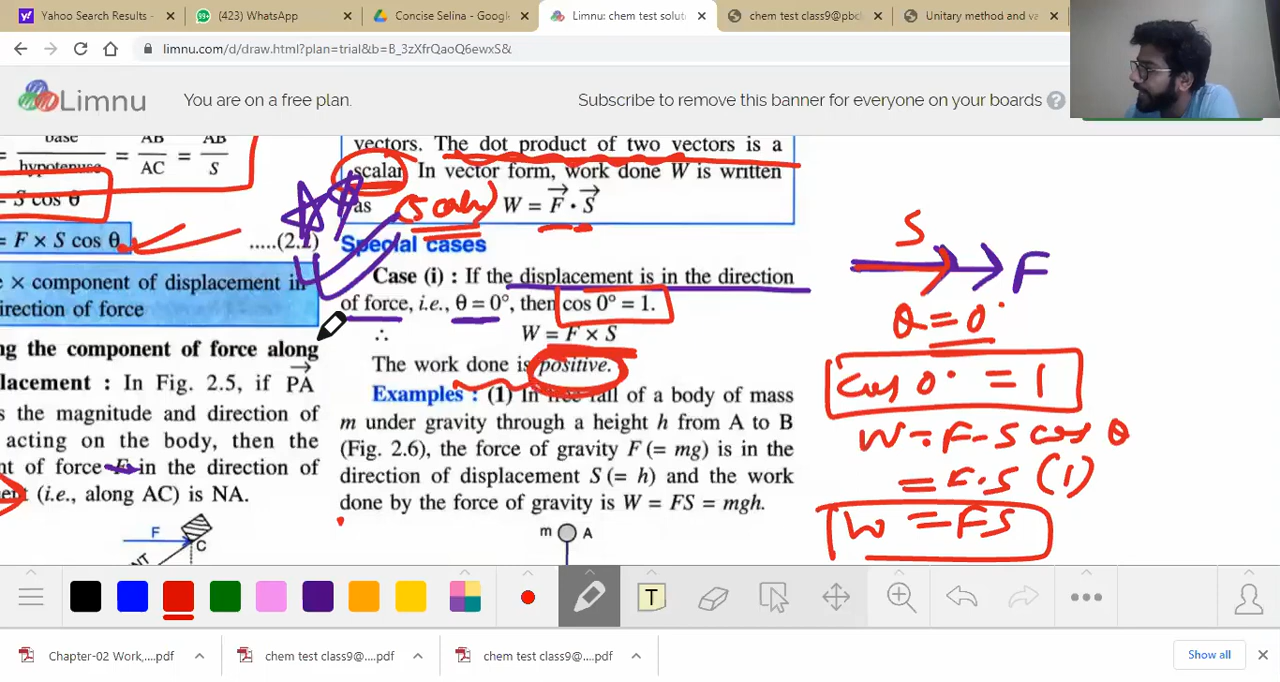 Yahoo Search Results -
(423) WhatsApp
Concise Selina - Google
Limnu: chem test solut
chem test class9@pbcl
Unitary method and va
99+
limnu.com/d/draw.html?plan=trial&b=B_3zXfrQaoQ6ewxS&
Limnu
You are on a free plan.
Subscribe to remove this banner for everyone on your boards
= base/hypotenuse = AB/AC = AB/S
= S cos θ
= F × S cos θ .....(2.1)
e × component of displacement in
irection of force
ng the component of force along
lacement : In Fig. 2.5, if PA
s the magnitude and direction of
acting on the body, then the
nt of force F in the direction of
ent (i.e., along AC) is NA.
F
C
vectors. The dot product of two vectors is a
scalar. In vector form, work done W is written
as W = F · S
Special cases
Case (i) : If the displacement is in the direction
of force, i.e., θ = 0°, then cos 0° = 1.
∴ W = F × S
The work done is positive.
Examples : (1) In free fall of a body of mass
m under gravity through a height h from A to B
(Fig. 2.6), the force of gravity F (= mg) is in the
direction of displacement S (= h) and the work
done by the force of gravity is W = FS = mgh.
m A
S
F
θ = 0°
cos 0° = 1
W = F-S cos θ
= F·S (1)
W = FS
T
Chapter-02 Work,....pdf
chem test class9@....pdf
chem test class9@....pdf
Show all